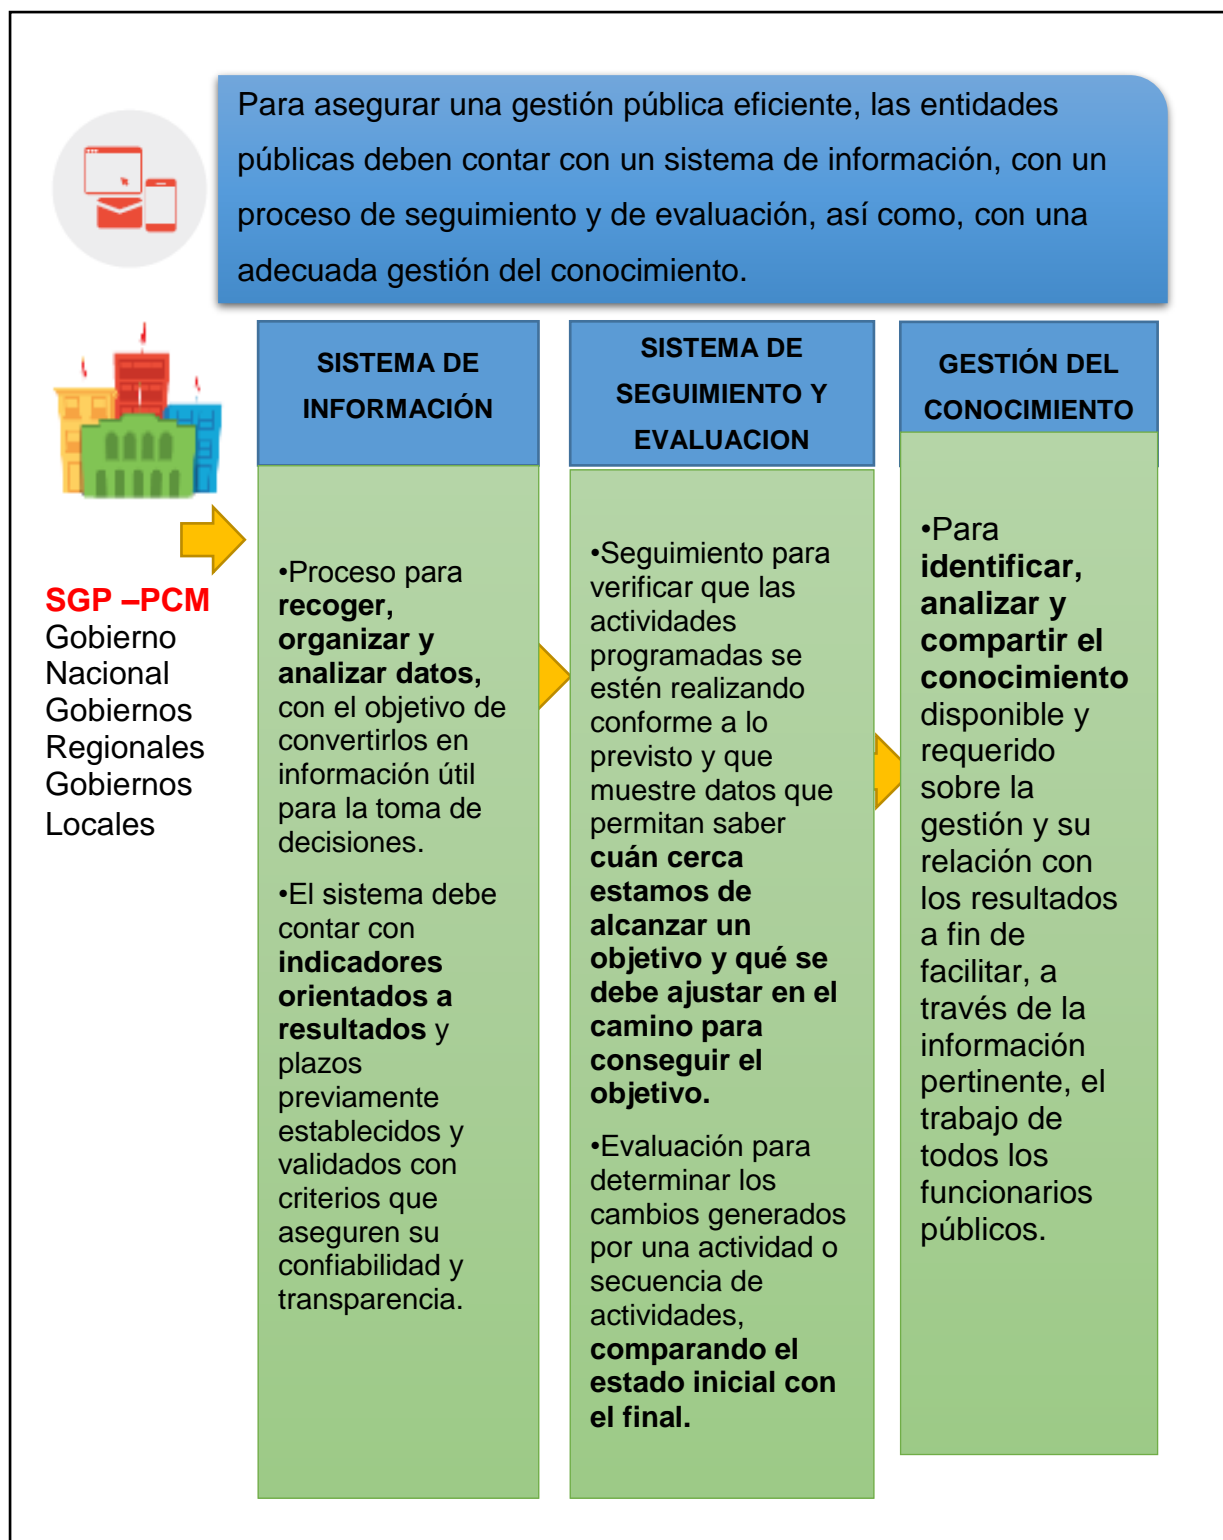 Para asegurar una gestión pública eficiente, las entidades
públicas deben contar con un sistema de información, con un
proceso de seguimiento y de evaluación, así como, con una
adecuada gestión del conocimiento.
SGP –PCM
Gobierno
Nacional
Gobiernos
Regionales
Gobiernos
Locales
SISTEMA DE
INFORMACIÓN
•Proceso para
recoger,
organizar y
analizar datos,
con el objetivo de
convertirlos en
información útil
para la toma de
decisiones.
•El sistema debe
contar con
indicadores
orientados a
resultados y
plazos
previamente
establecidos y
validados con
criterios que
aseguren su
confiabilidad y
transparencia.
SISTEMA DE
SEGUIMIENTO Y
EVALUACION
•Seguimiento para
verificar que las
actividades
programadas se
estén realizando
conforme a lo
previsto y que
muestre datos que
permitan saber
cuán cerca
estamos de
alcanzar un
objetivo y qué se
debe ajustar en el
camino para
conseguir el
objetivo.
•Evaluación para
determinar los
cambios generados
por una actividad o
secuencia de
actividades,
comparando el
estado inicial con
el final.
GESTIÓN DEL
CONOCIMIENTO
•Para
identificar,
analizar y
compartir el
conocimiento
disponible y
requerido
sobre la
gestión y su
relación con
los resultados
a fin de
facilitar, a
través de la
información
pertinente, el
trabajo de
todos los
funcionarios
públicos.